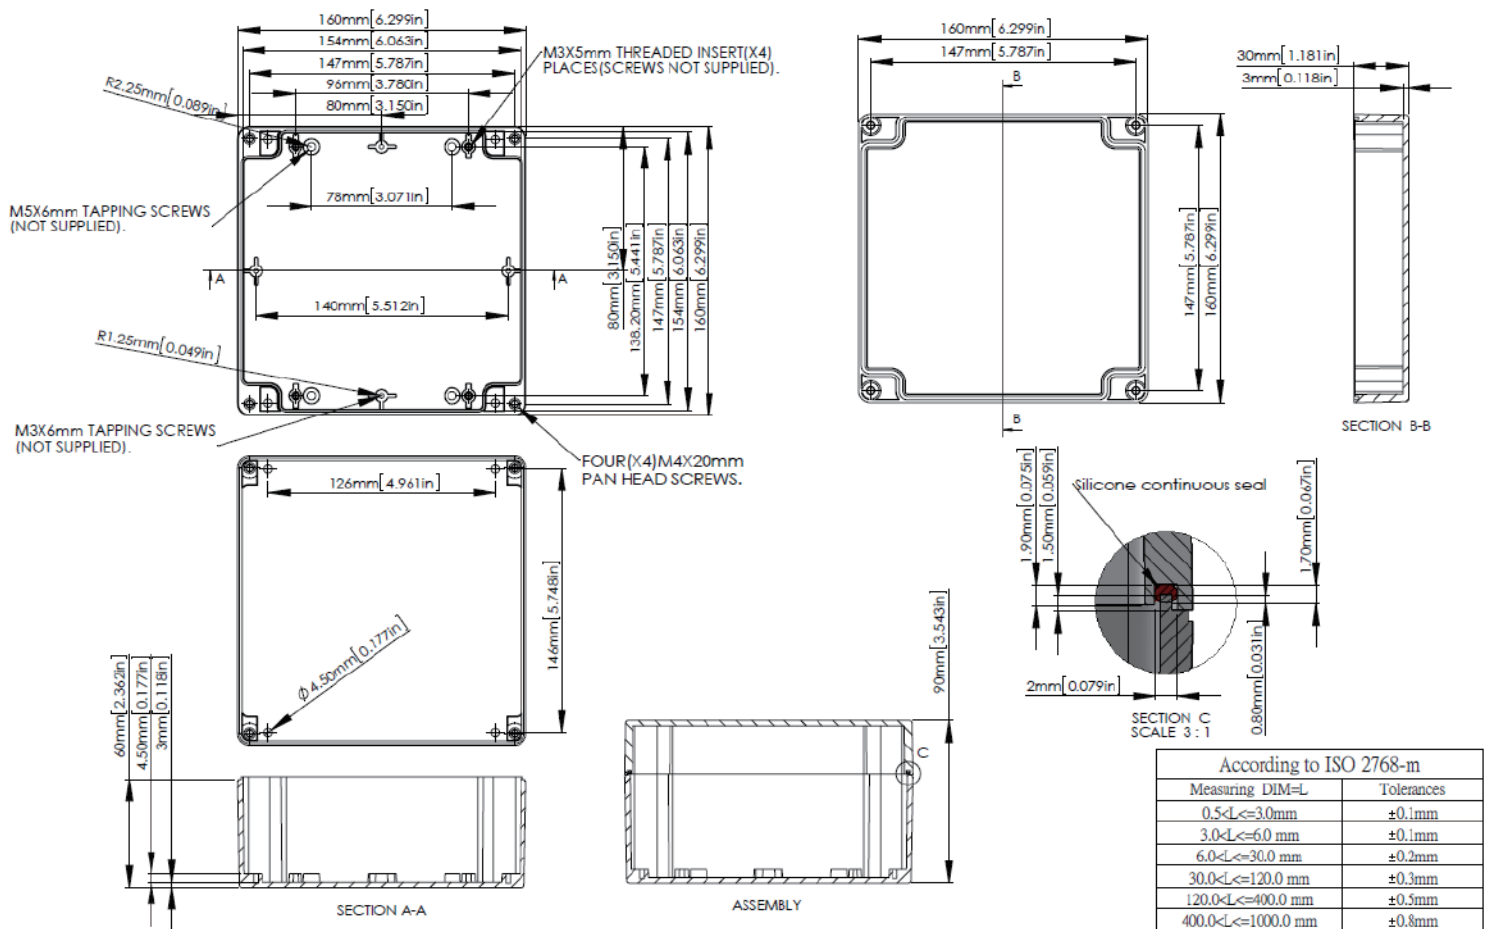 160mm[6.299in]
154mm[6.063in]
147mm[5.787in]
96mm[3.780in]
80mm[3.150in]
R2.25mm[0.089in]
M3X5mm THREADED INSERT(X4)
PLACES(SCREWS NOT SUPPLIED).
78mm[3.071in]
M5X6mm TAPPING SCREWS
(NOT SUPPLIED).
A
A
140mm[5.512in]
R1.25mm[0.049in]
80mm[3.150in]
138.20mm[5.441in]
147mm[5.787in]
154mm[6.063in]
160mm[6.299in]
M3X6mm TAPPING SCREWS
(NOT SUPPLIED).
FOUR(X4)M4X20mm
PAN HEAD SCREWS.
160mm[6.299in]
147mm[5.787in]
B
B
147mm[5.787in]
160mm[6.299in]
30mm[1.181in]
3mm[0.118in]
SECTION B-B
126mm[4.961in]
146mm[5.748in]
Ø4.50mm[0.177in]
60mm[2.362in]
4.50mm[0.177in]
3mm[0.118in]
SECTION A-A
90mm[3.543in]
C
ASSEMBLY
Silicone continuous seal
1.90mm[0.075in]
1.50mm[0.059in]
1.70mm[0.067in]
0.80mm[0.031in]
2mm[0.079in]
SECTION C
SCALE 3 : 1
According to ISO 2768-m
Measuring DIM=L Tolerances
0.5<L<=3.0mm ±0.1mm
3.0<L<=6.0 mm ±0.1mm
6.0<L<=30.0 mm ±0.2mm
30.0<L<=120.0 mm ±0.3mm
120.0<L<=400.0 mm ±0.5mm
400.0<L<=1000.0 mm ±0.8mm